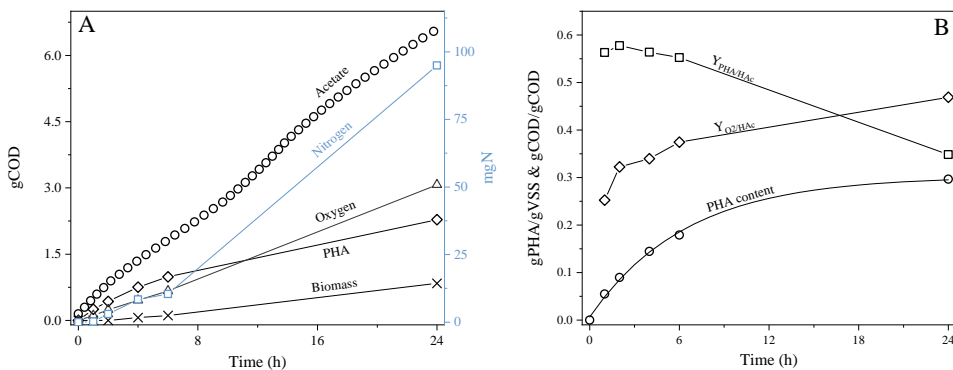 A
6.0
4.5
3.0
1.5
0.0
gCOD
0
8
16
24
Time (h)
100
75
50
25
0
mgN
Acetate
Nitrogen
Oxygen
PHA
Biomass
B
0.6
0.5
0.4
0.3
0.2
0.1
0.0
gPHA/gVSS & gCOD/gCOD
0
6
12
18
24
Time (h)
Y_PHA/HAc
Y_O2/HAc
PHA content